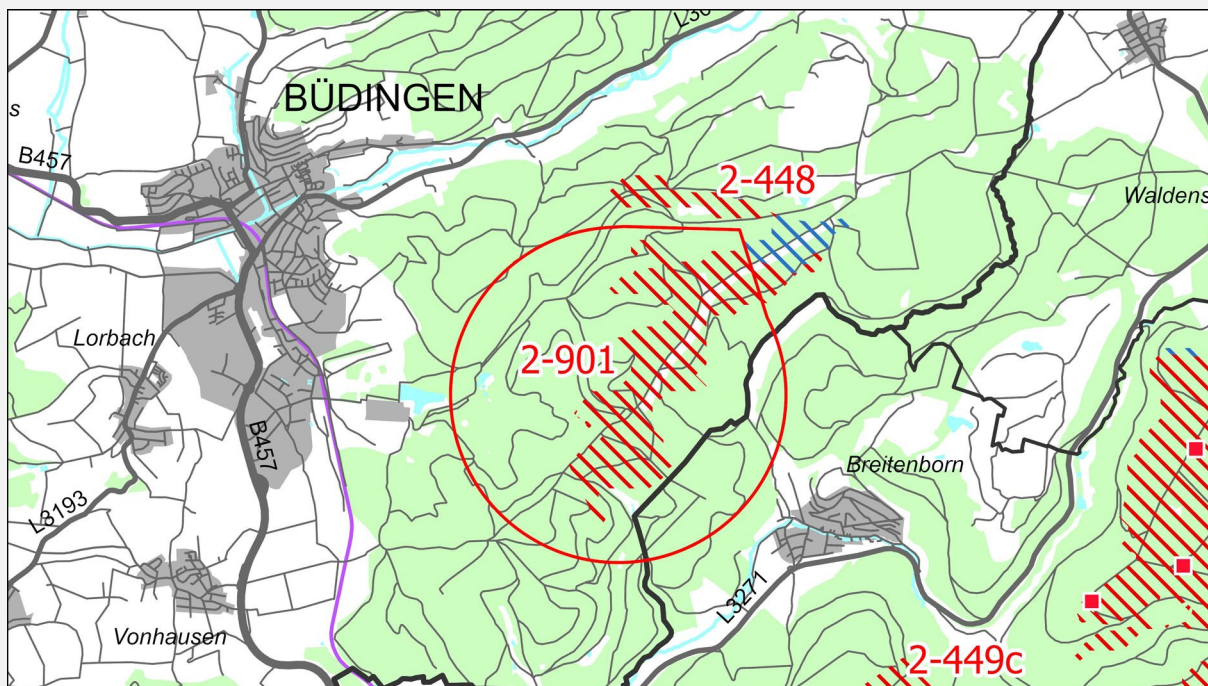 BÜDINGEN
s
B457
2-448
Waldens
Lorbach
2-901
B457
Breitenborn
L3193
L3271
Vonhausen
2-449c